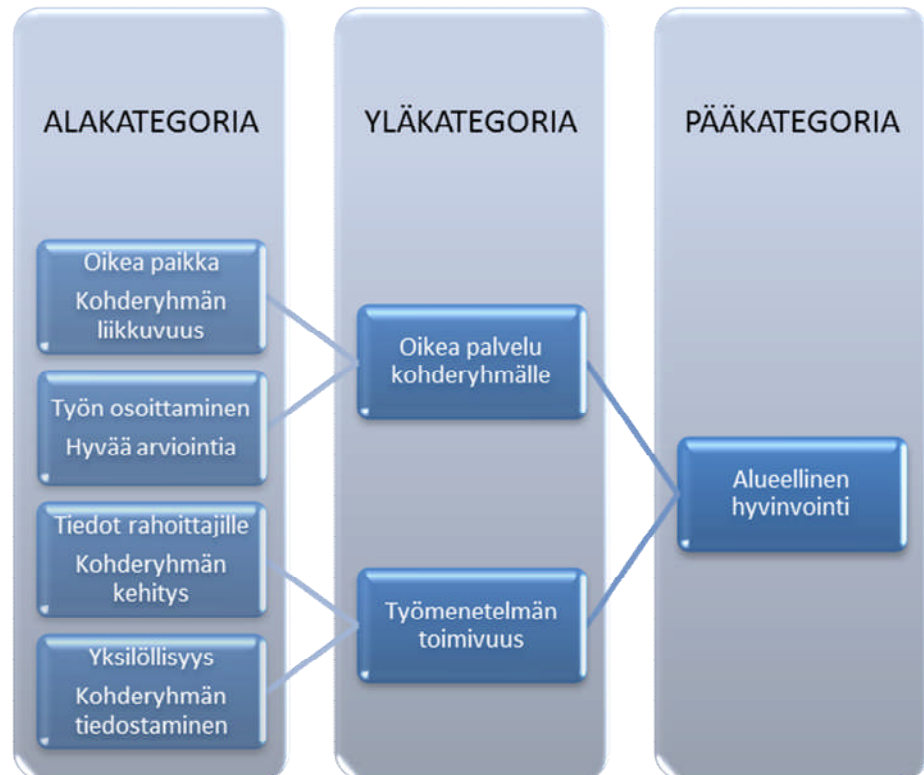 ALAKATEGORIA
YLÄKATEGORIA
PÄÄKATEGORIA
Oikea paikka
Kohderyhmän
liikkuvuus
Työn osoittaminen
Hyvää arviointia
Tiedot rahoittajille
Kohderyhmän
kehitys
Yksilöllisyys
Kohderyhmän
tiedostaminen
Oikea palvelu
kohderyhmälle
Työmenetelmän
toimivuus
Alueellinen
hyvinvointi